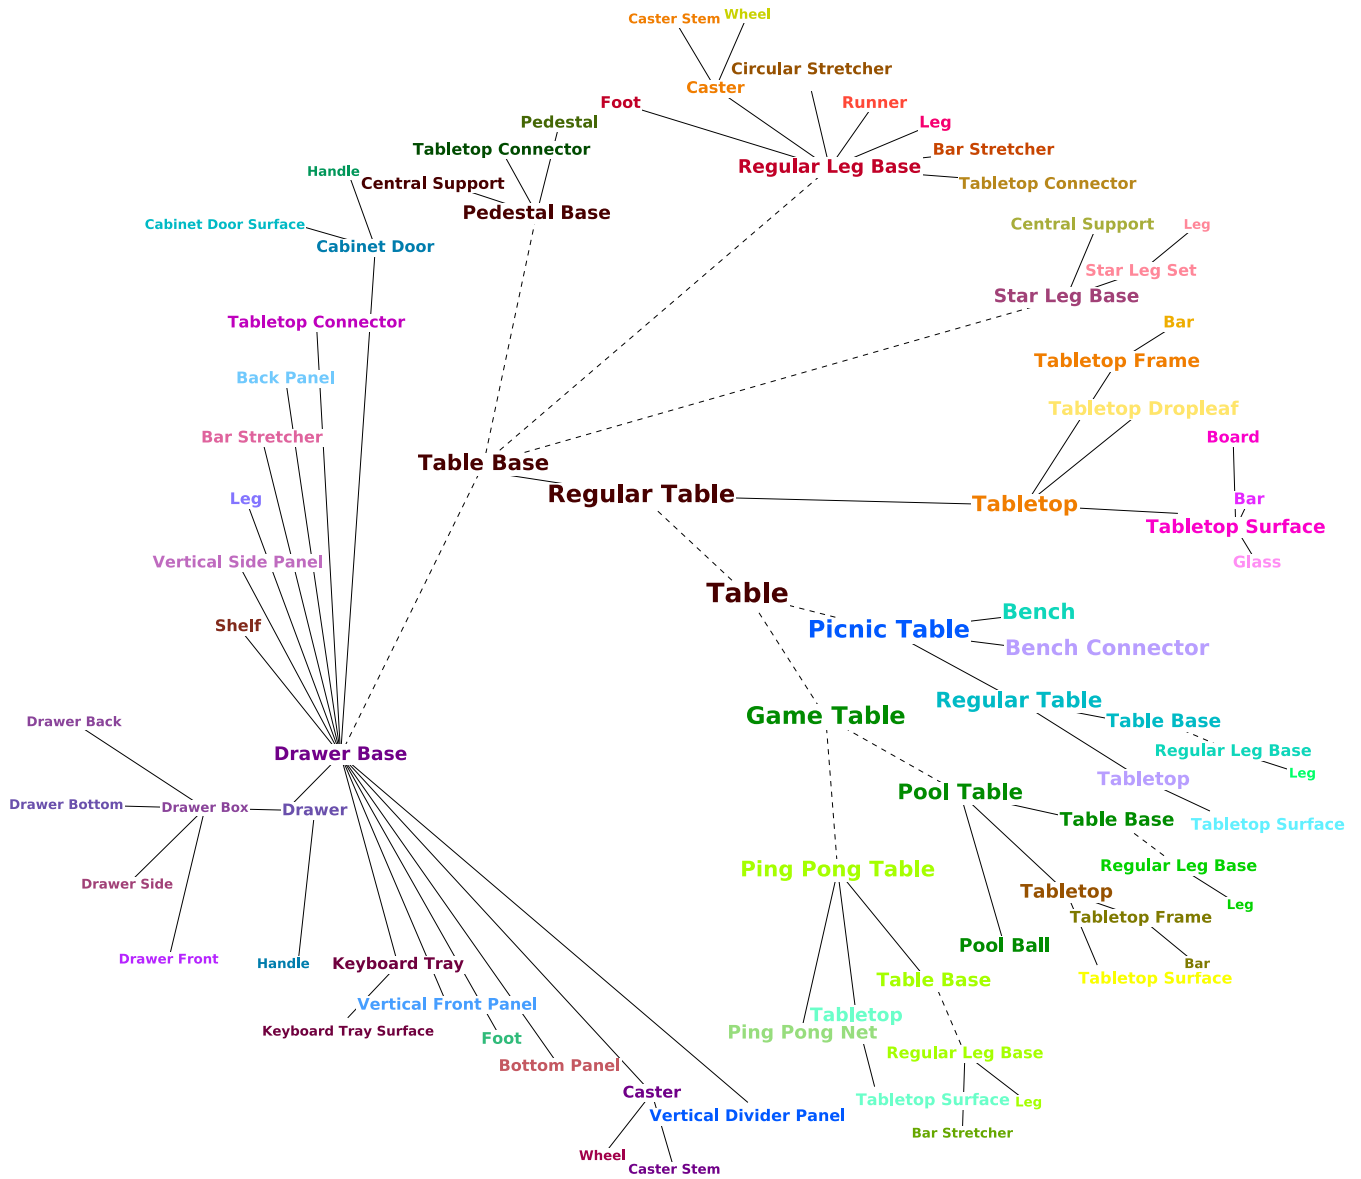 Caster Stem
Wheel
Circular Stretcher
Caster
Foot
Runner
Pedestal
Leg
Tabletop Connector
Bar Stretcher
Regular Leg Base
Handle
Central Support
Tabletop Connector
Pedestal Base
Cabinet Door Surface
Central Support
Leg
Cabinet Door
Star Leg Set
Star Leg Base
Tabletop Connector
Bar
Tabletop Frame
Back Panel
Tabletop Dropleaf
Bar Stretcher
Board
Table Base
Regular Table
Leg
Bar
Tabletop
Tabletop Surface
Vertical Side Panel
Glass
Table
Bench
Shelf
Picnic Table
Bench Connector
Regular Table
Game Table
Table Base
Drawer Back
Drawer Base
Regular Leg Base
Leg
Tabletop
Pool Table
Drawer Bottom
Drawer Box
Drawer
Table Base
Tabletop Surface
Regular Leg Base
Ping Pong Table
Drawer Side
Tabletop
Leg
Tabletop Frame
Pool Ball
Drawer Front
Handle
Keyboard Tray
Bar
Tabletop Surface
Table Base
Vertical Front Panel
Tabletop
Keyboard Tray Surface
Ping Pong Net
Foot
Regular Leg Base
Bottom Panel
Caster
Tabletop Surface
Leg
Vertical Divider Panel
Bar Stretcher
Wheel
Caster Stem